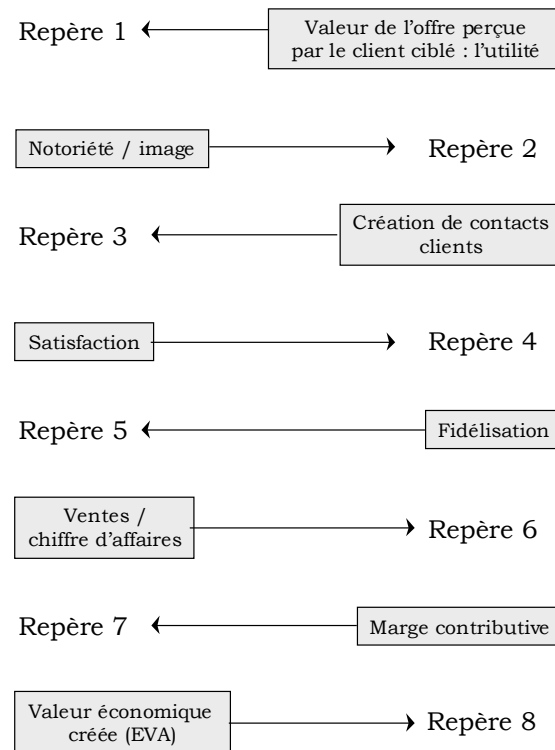 Repère 1
Valeur de l’offre perçue
par le client ciblé : l’utilité
Notoriété / image
Repère 2
Repère 3
Création de contacts
clients
Satisfaction
Repère 4
Repère 5
Fidélisation
Ventes /
chiffre d’affaires
Repère 6
Repère 7
Marge contributive
Valeur économique
créée (EVA)
Repère 8